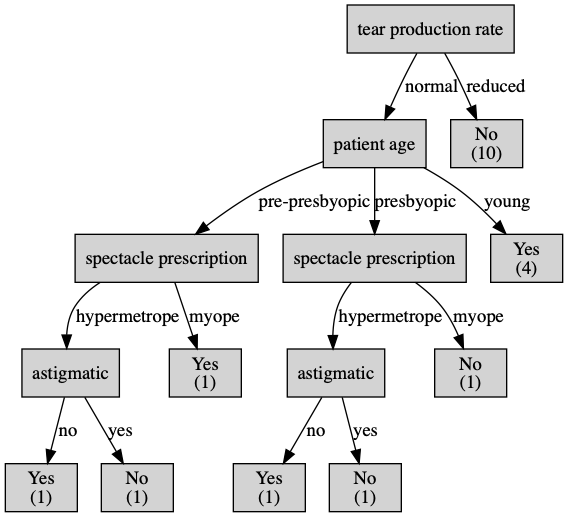 tear production rate
normal
reduced
patient age
No
(10)
pre-presbyopic
presbyopic
young
spectacle prescription
spectacle prescription
Yes
(4)
hypermetrope
myope
hypermetrope
myope
astigmatic
Yes
(1)
astigmatic
No
(1)
no
yes
no
yes
Yes
(1)
No
(1)
Yes
(1)
No
(1)